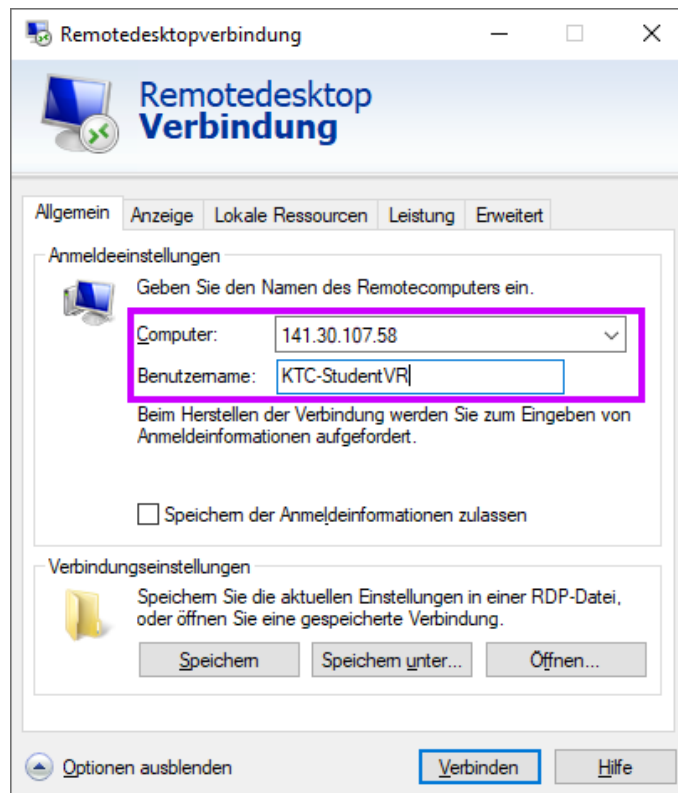 Remotedesktopverbindung
Remotedesktop
Verbindung
Allgemein Anzeige Lokale Ressourcen Leistung Erweitert
Anmeldeeinstellungen
Geben Sie den Namen des Remotecomputers ein.
Computer: 141.30.107.58
Benutzername: KTC-StudentVR
Beim Herstellen der Verbindung werden Sie zum Eingeben von
Anmeldeinformationen aufgefordert.
Speichern der Anmeldeinformationen zulassen
Verbindungseinstellungen
Speichern Sie die aktuellen Einstellungen in einer RDP-Datei,
oder öffnen Sie eine gespeicherte Verbindung.
Speichern Speichern unter... Öffnen...
Optionen ausblenden Verbinden Hilfe